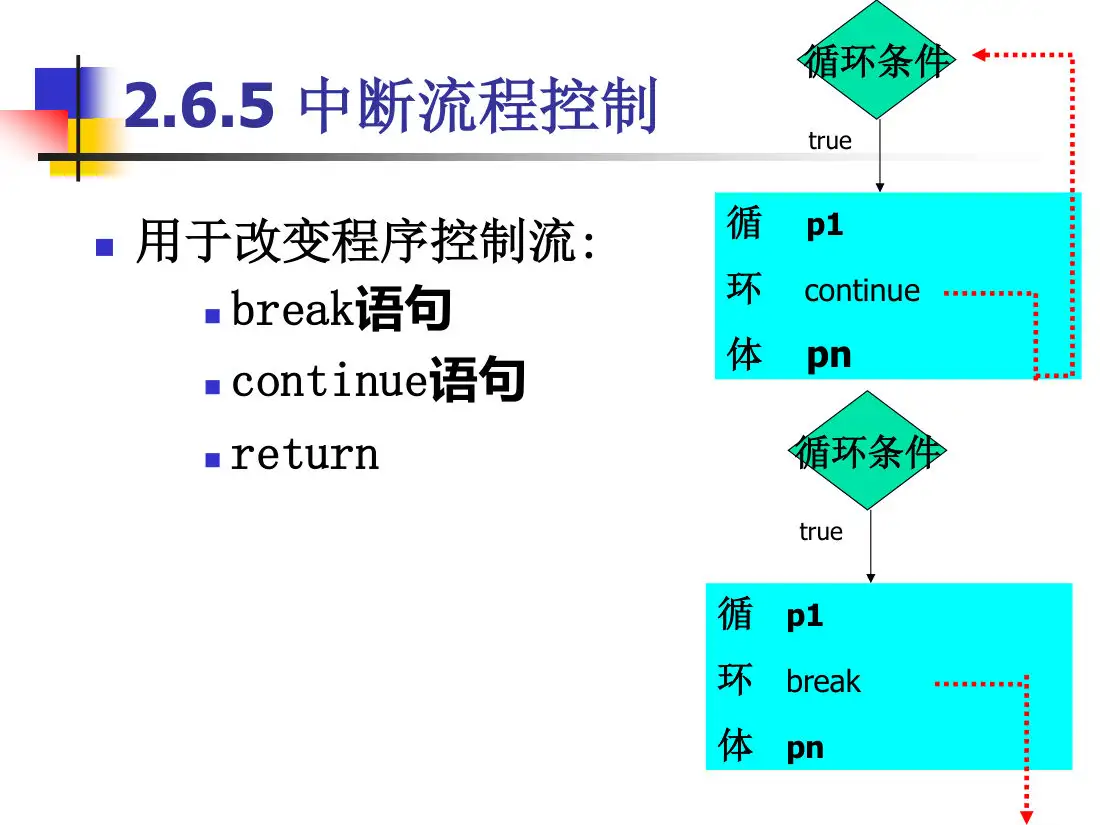 2.6.5 中断流程控制
用于改变程序控制流:
break语句
continue语句
return
循环条件
true
循 p1
环 continue
体 pn
循环条件
true
循 p1
环 break
体 pn